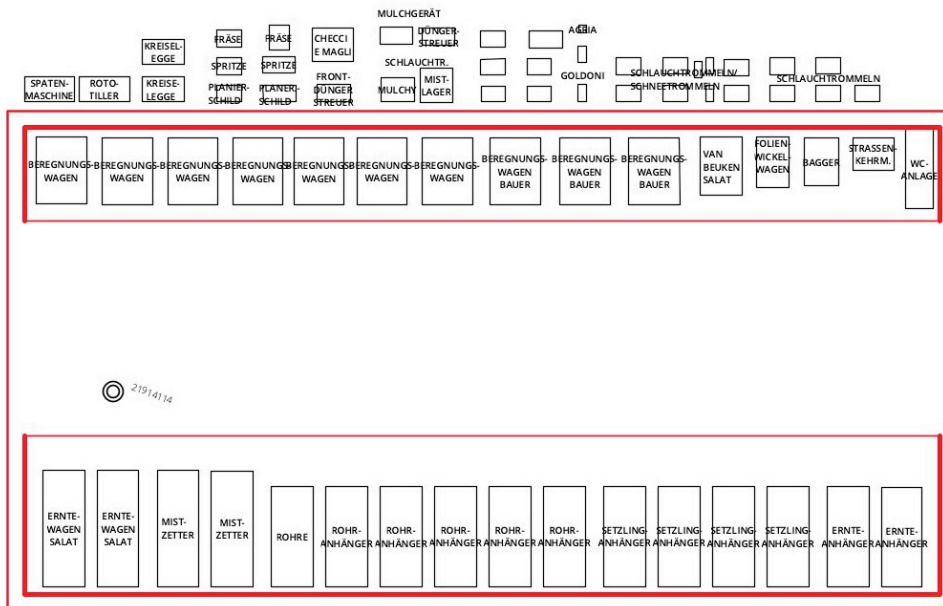 MULCHGERÄT
AGRIA
FRÄSE
FRÄSE
DÜNGER-
STREUER
CHECCI
E MAGLI
KREISEL-
EGGE
SCHLAUCHTR.
SPRITZE
SPRITZE
GOLDONI
SCHLAUCHTROMMELN/
SCHNEETROMMELN
SCHLAUCHTROMMELN
SPATEN-
MASCHINE
ROTO-
TILLER
KREISE-
LEGGE
PLANIER-
SCHILD
PLANER-
SCHILD
FRONT-
DÜNGER
STREUER
MULCHY
MIST-
LAGER
BEREGNUNGS-
WAGEN
BEREGNUNGS-
WAGEN
BEREGNUNGS-
WAGEN
BEREGNUNGS-
WAGEN
BEREGNUNGS-
WAGEN
BEREGNUNGS-
WAGEN
BEREGNUNGS-
WAGEN
BEREGNUNGS-
WAGEN
BAUER
BEREGNUNGS-
WAGEN
BAUER
BEREGNUNGS-
WAGEN
BAUER
VAN
BEUKEN
SALAT
FOLIEN-
WICKEL-
WAGEN
BAGGER
STRASSEN-
KEHRM.
WC-
ANLAGE
21914114
ERNTE-
WAGEN
SALAT
ERNTE-
WAGEN
SALAT
MIST-
ZETTER
MIST-
ZETTER
ROHRE
ROHR-
ANHÄNGER
ROHR-
ANHÄNGER
ROHR-
ANHÄNGER
ROHR-
ANHÄNGER
ROHR-
ANHÄNGER
SETZLING-
ANHÄNGER
SETZLING-
ANHÄNGER
SETZLING-
ANHÄNGER
SETZLING-
ANHÄNGER
ERNTE-
ANHÄNGER
ERNTE-
ANHÄNGER